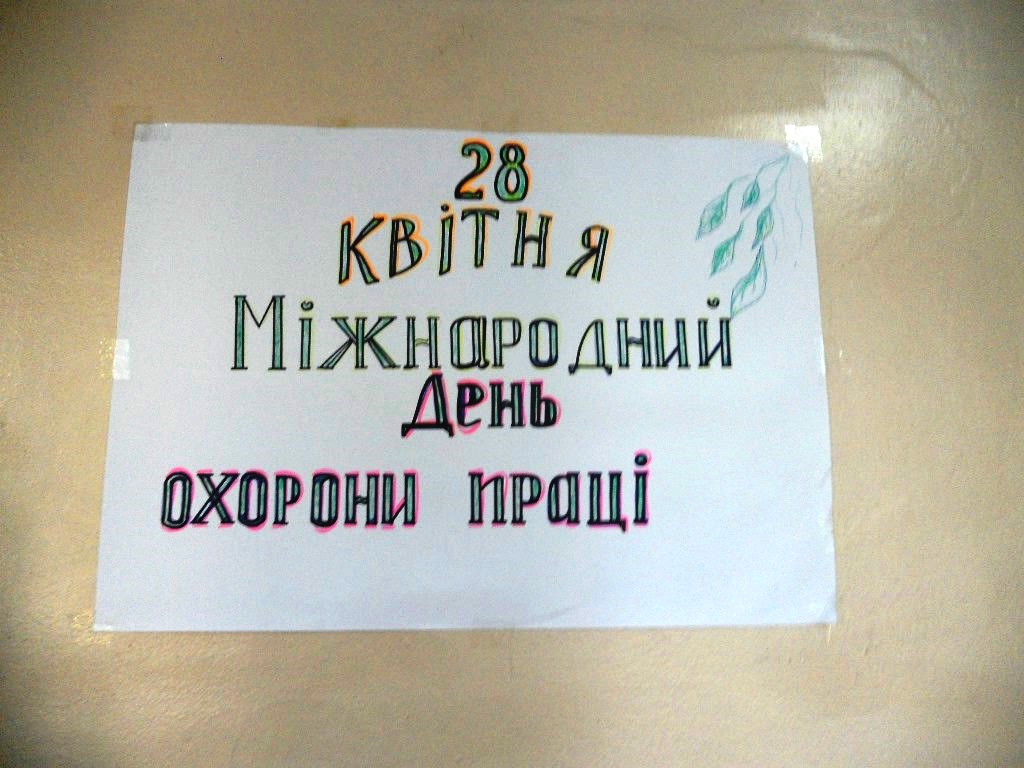 28
КВІТНЯ
Міжнародний
День
охорони праці